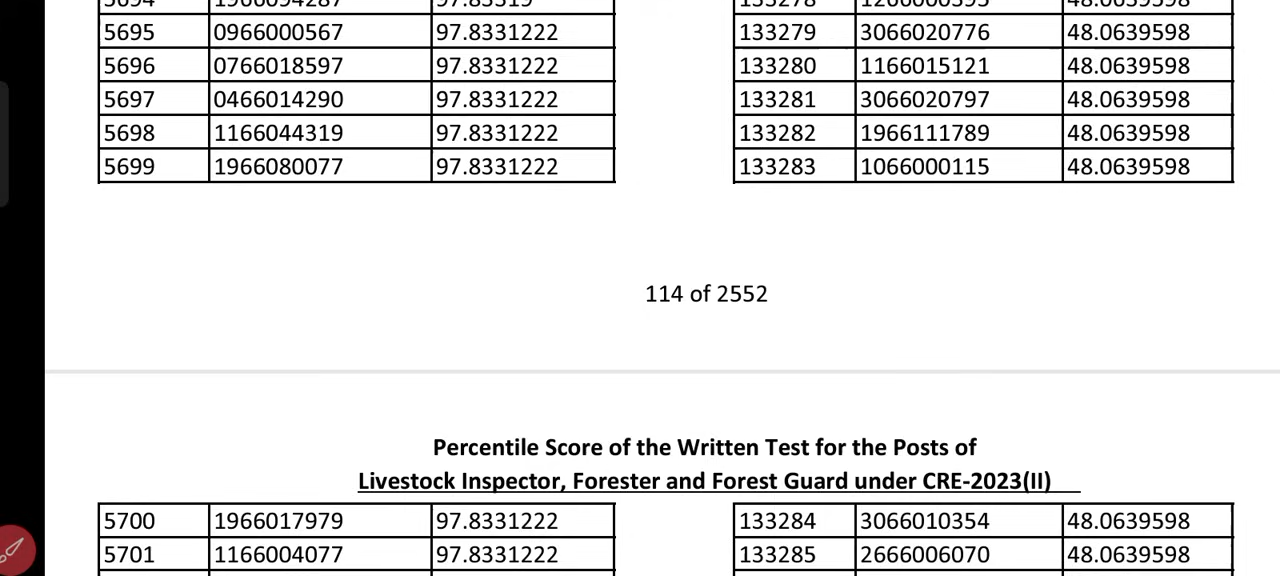 5695 0966000567 97.8331222 133279 3066020776 48.0639598
5696 0766018597 97.8331222 133280 1166015121 48.0639598
5697 0466014290 97.8331222 133281 3066020797 48.0639598
5698 1166044319 97.8331222 133282 1966111789 48.0639598
5699 1966080077 97.8331222 133283 1066000115 48.0639598
114 of 2552
Percentile Score of the Written Test for the Posts of
Livestock Inspector, Forester and Forest Guard under CRE-2023(II)
5700 1966017979 97.8331222 133284 3066010354 48.0639598
5701 1166004077 97.8331222 133285 2666006070 48.0639598